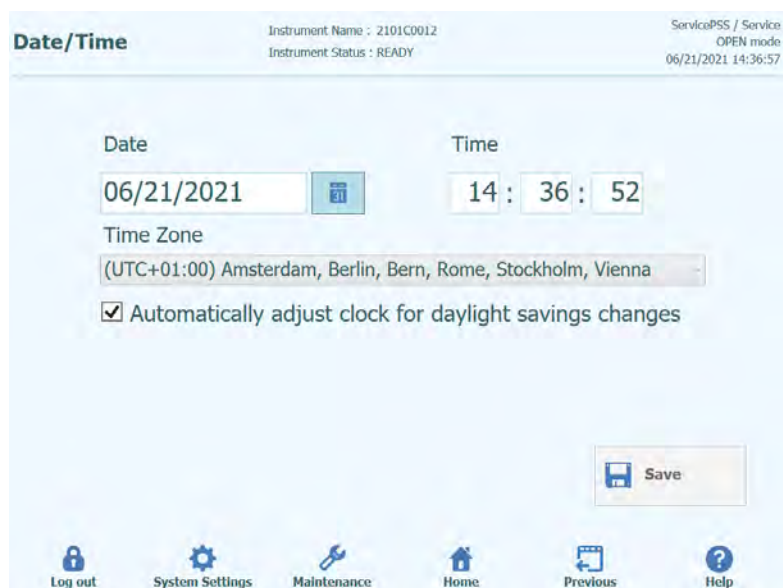 Date/Time
Instrument Name : 2101C0012
Instrument Status : READY
ServicePSS / Service
OPEN mode
06/21/2021 14:36:57
Date
Time
06/21/2021
31
14 : 36 : 52
Time Zone
(UTC+01:00) Amsterdam, Berlin, Bern, Rome, Stockholm, Vienna
Automatically adjust clock for daylight savings changes
Save
Log out
System Settings
Maintenance
Home
Previous
Help